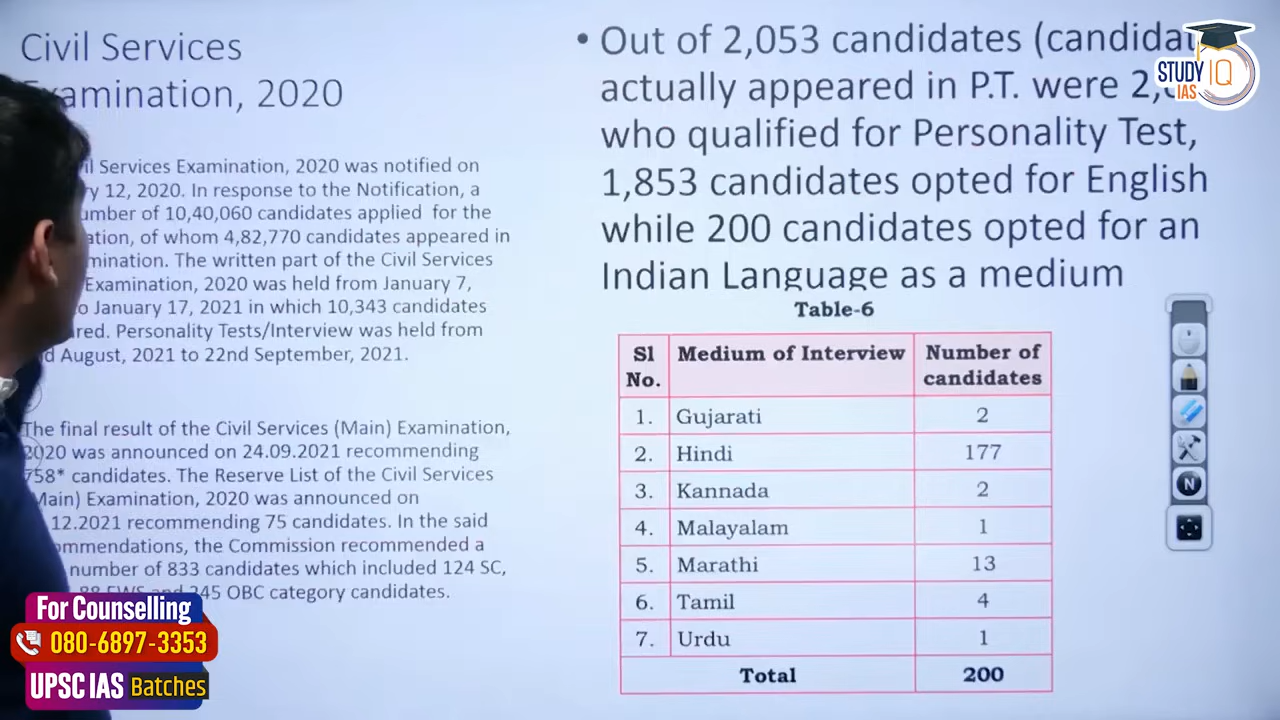 Civil Services
Examination, 2020
Services Examination, 2020 was notified on
12, 2020. In response to the Notification, a
of 10,40,060 candidates applied for the
of whom 4,82,770 candidates appeared in
The written part of the Civil Services
Examination, 2020 was held from January 7,
January 17, 2021 in which 10,343 candidates
Personality Tests/Interview was held from
August, 2021 to 22nd September, 2021.
The final result of the Civil Services (Main) Examination,
2020 was announced on 24.09.2021 recommending
758* candidates. The Reserve List of the Civil Services
(Main) Examination, 2020 was announced on
12.2021 recommending 75 candidates. In the said
the Commission recommended a
number of 833 candidates which included 124 SC,
88 EWS and 245 OBC category candidates.
• Out of 2,053 candidates
actually appeared in P.T. were
who qualified for Personality Test,
1,853 candidates opted for English
while 200 candidates opted for an
Indian Language as a medium
Table-6
Sl No. Medium of Interview Number of candidates
1. Gujarati 2
2. Hindi 177
3. Kannada 2
4. Malayalam 1
5. Marathi 13
6. Tamil 4
7. Urdu 1
Total 200
STUDY IQ
IAS
N
For Counselling
080-6897-3353
UPSC IAS Batches